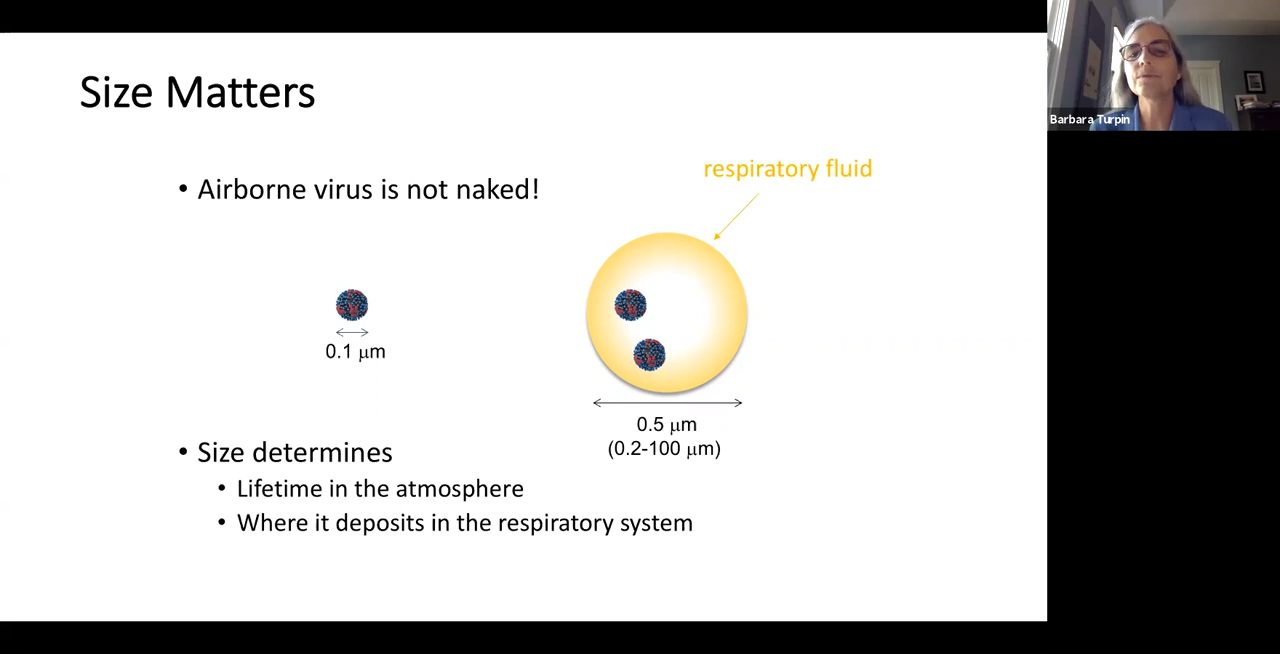 Size Matters
Barbara Turpin
respiratory fluid
• Airborne virus is not naked!
0.1 μm
0.5 μm
(0.2-100 μm)
• Size determines
• Lifetime in the atmosphere
• Where it deposits in the respiratory system